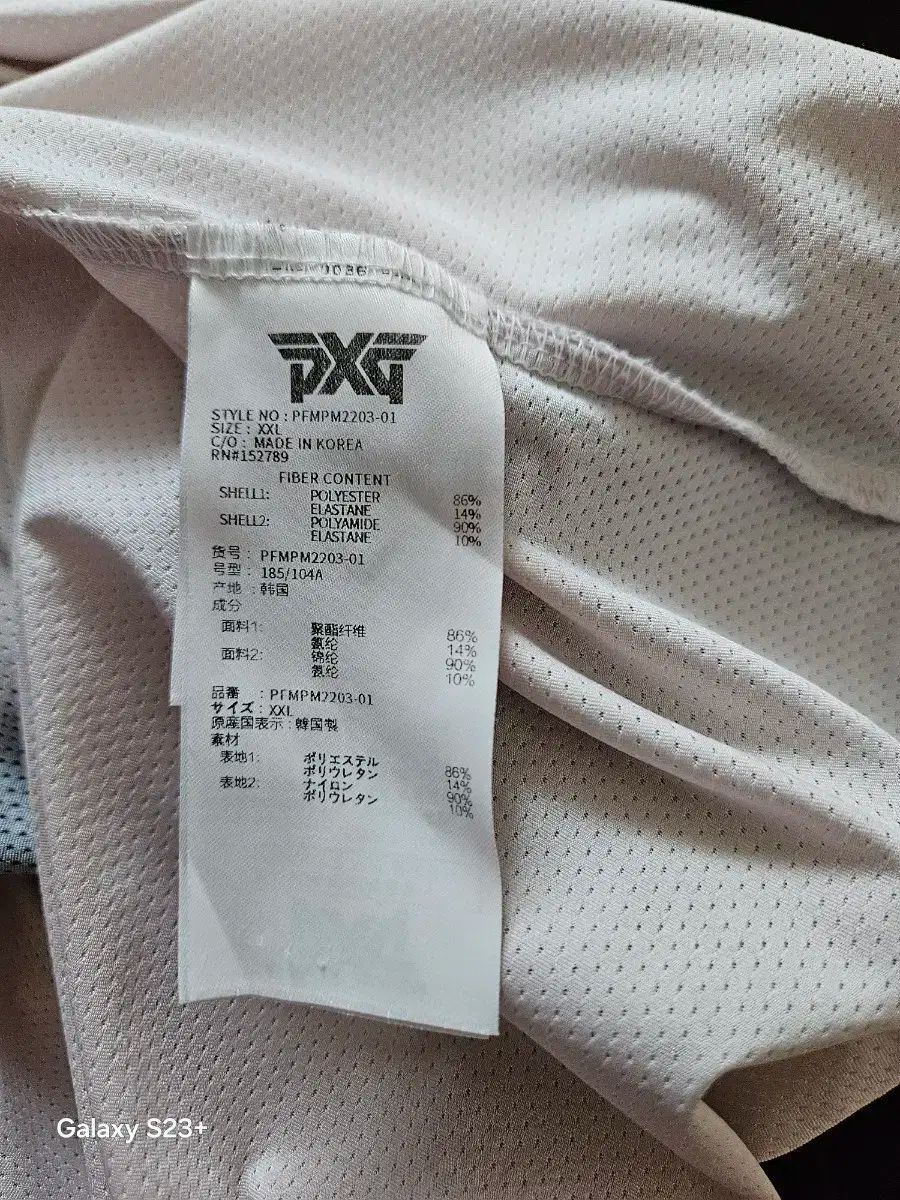 PXG
STYLE NO : PFMPM2203-01
SIZE : XXL
C/O : MADE IN KOREA
RN#152789
FIBER CONTENT
SHELL1: POLYESTER 86%
ELASTANE 14%
SHELL2: POLYAMIDE 90%
ELASTANE 10%
货号 : PFMPM2203-01
号型 : 185/104A
产地 : 韩国
成分
面料1: 聚酯纤维 86%
氨纶 14%
面料2: 锦纶 90%
氨纶 10%
品番 : PFMPM2203-01
サイズ : XXL
原産国表示 : 韓国製
素材
表地1: ポリエステル 86%
ポリウレタン 14%
表地2: ナイロン 90%
ポリウレタン 10%
Galaxy S23+